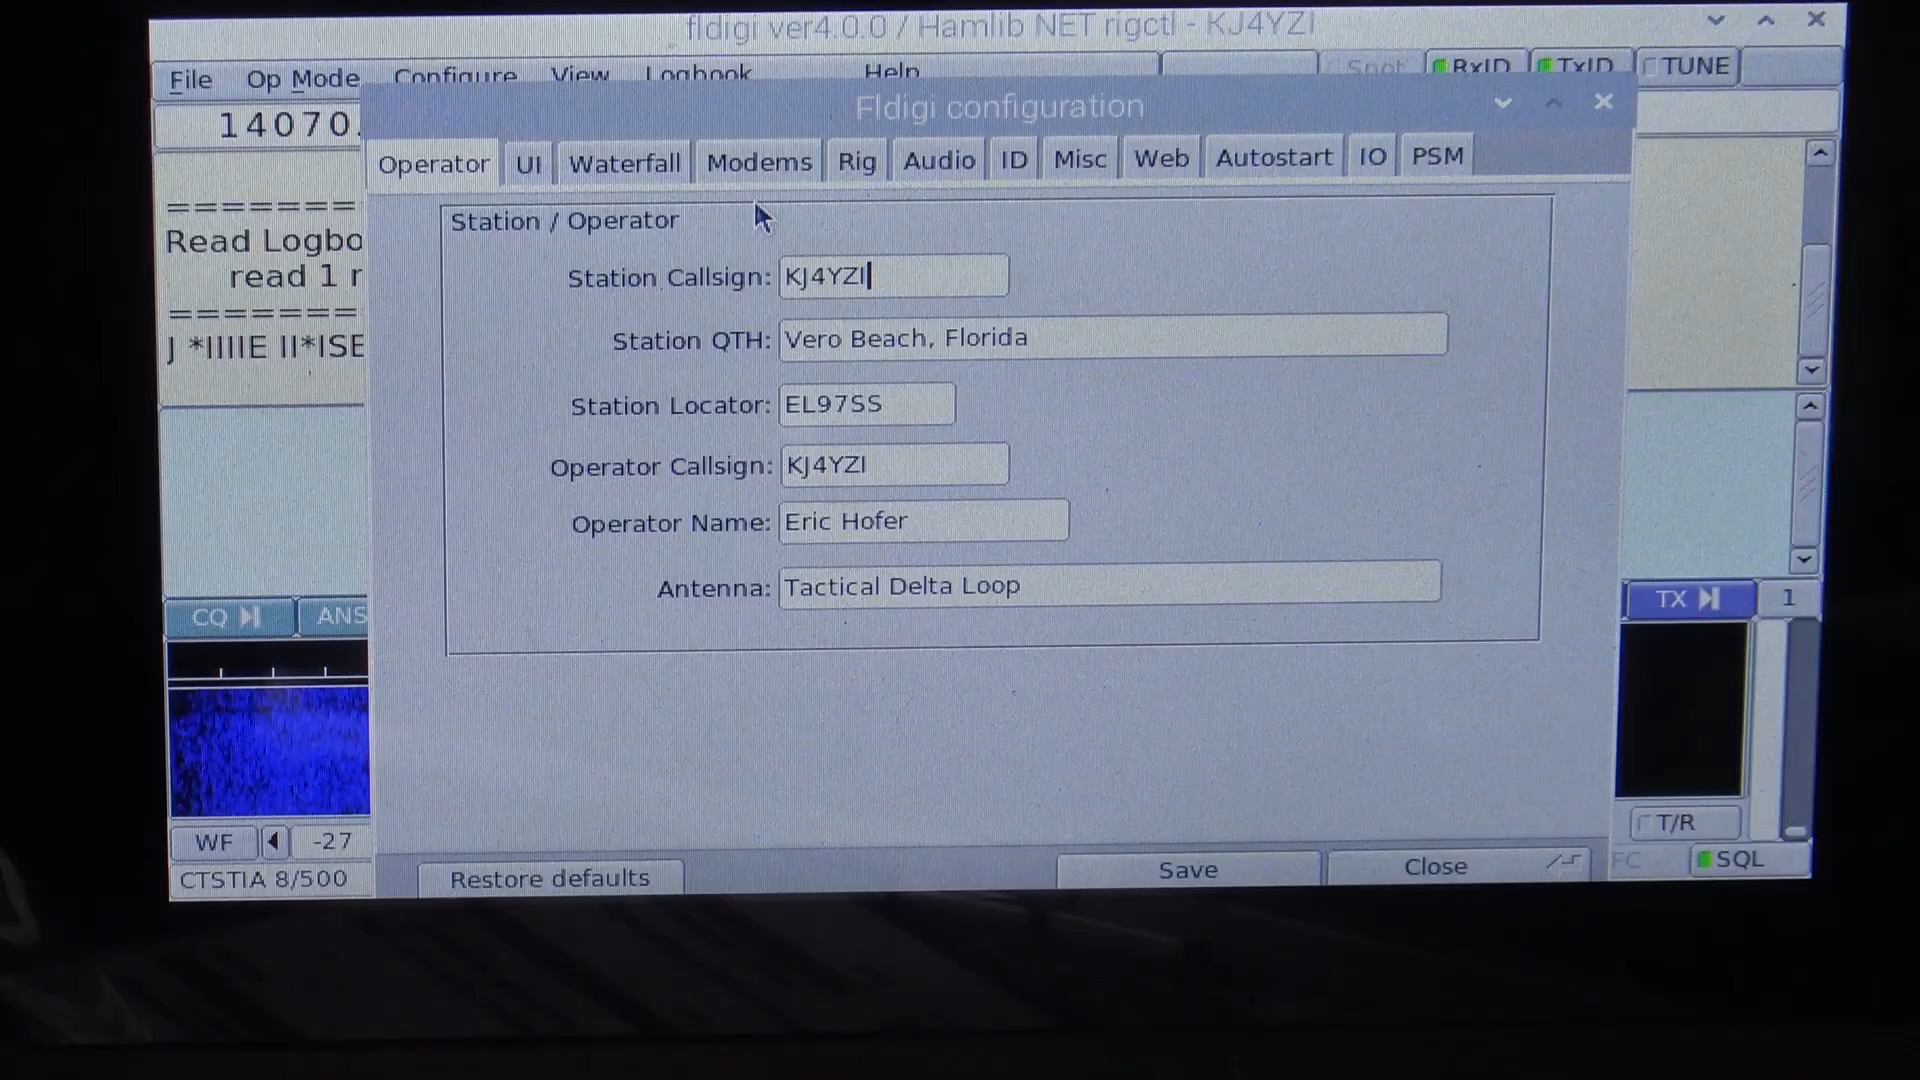 fldigi ver4.0.0 / Hamlib NET rigctl - KJ4YZI
File Op Mode Configure View Logbook Help Spot RxID TxID TUNE
14070.
Fldigi configuration
Operator UI Waterfall Modems Rig Audio ID Misc Web Autostart IO PSM
=======
Read Logbo
read 1 r
=======
J *IIIIE II*ISE
Station / Operator
Station Callsign: KJ4YZI
Station QTH: Vero Beach, Florida
Station Locator: EL97SS
Operator Callsign: KJ4YZI
Operator Name: Eric Hofer
Antenna: Tactical Delta Loop
CQ ANS TX 1
WF -27 T/R
CTSTIA 8/500 Restore defaults Save Close FC SQL